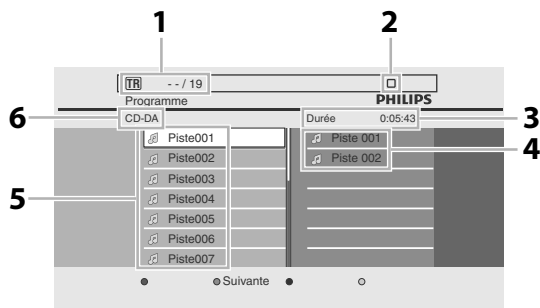 1 2
TR - - / 19
Programme PHILIPS
6 CD-DA Durée 0:05:43 3
Piste001 Piste 001
Piste002 Piste 002 4
Piste003
5 Piste004
Piste005
Piste006
Piste007
Suivante